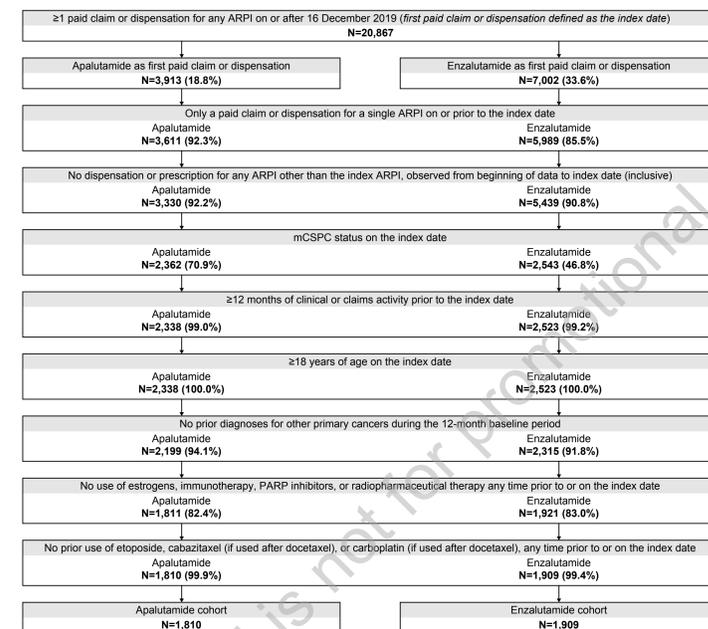 ≥1 paid claim or dispensation for any ARPI on or after 16 December 2019 (first paid claim or dispensation defined as the index date)
N=20,867
Apalutamide as first paid claim or dispensation
N=3,913 (18.8%)
Enzalutamide as first paid claim or dispensation
N=7,002 (33.6%)
Only a paid claim or dispensation for a single ARPI on or prior to the index date
Apalutamide
N=3,611 (92.3%)
Enzalutamide
N=5,989 (85.5%)
No dispensation or prescription for any ARPI other than the index ARPI, observed from beginning of data to index date (inclusive)
Apalutamide
N=3,330 (92.2%)
Enzalutamide
N=5,439 (90.8%)
mCSPC status on the index date
Apalutamide
N=2,362 (70.9%)
Enzalutamide
N=2,543 (46.8%)
≥12 months of clinical or claims activity prior to the index date
Apalutamide
N=2,338 (99.0%)
Enzalutamide
N=2,523 (99.2%)
≥18 years of age on the index date
Apalutamide
N=2,338 (100.0%)
Enzalutamide
N=2,523 (100.0%)
No prior diagnoses for other primary cancers during the 12-month baseline period
Apalutamide
N=2,199 (94.1%)
Enzalutamide
N=2,315 (91.8%)
No use of estrogens, immunotherapy, PARP inhibitors, or radiopharmaceutical therapy any time prior to or on the index date
Apalutamide
N=1,811 (82.4%)
Enzalutamide
N=1,921 (83.0%)
No prior use of etoposide, cabazitaxel (if used after docetaxel), or carboplatin (if used after docetaxel), any time prior to or on the index date
Apalutamide
N=1,810 (99.9%)
Enzalutamide
N=1,909 (99.4%)
Apalutamide cohort
N=1,810
Enzalutamide cohort
N=1,909
is not for promotional